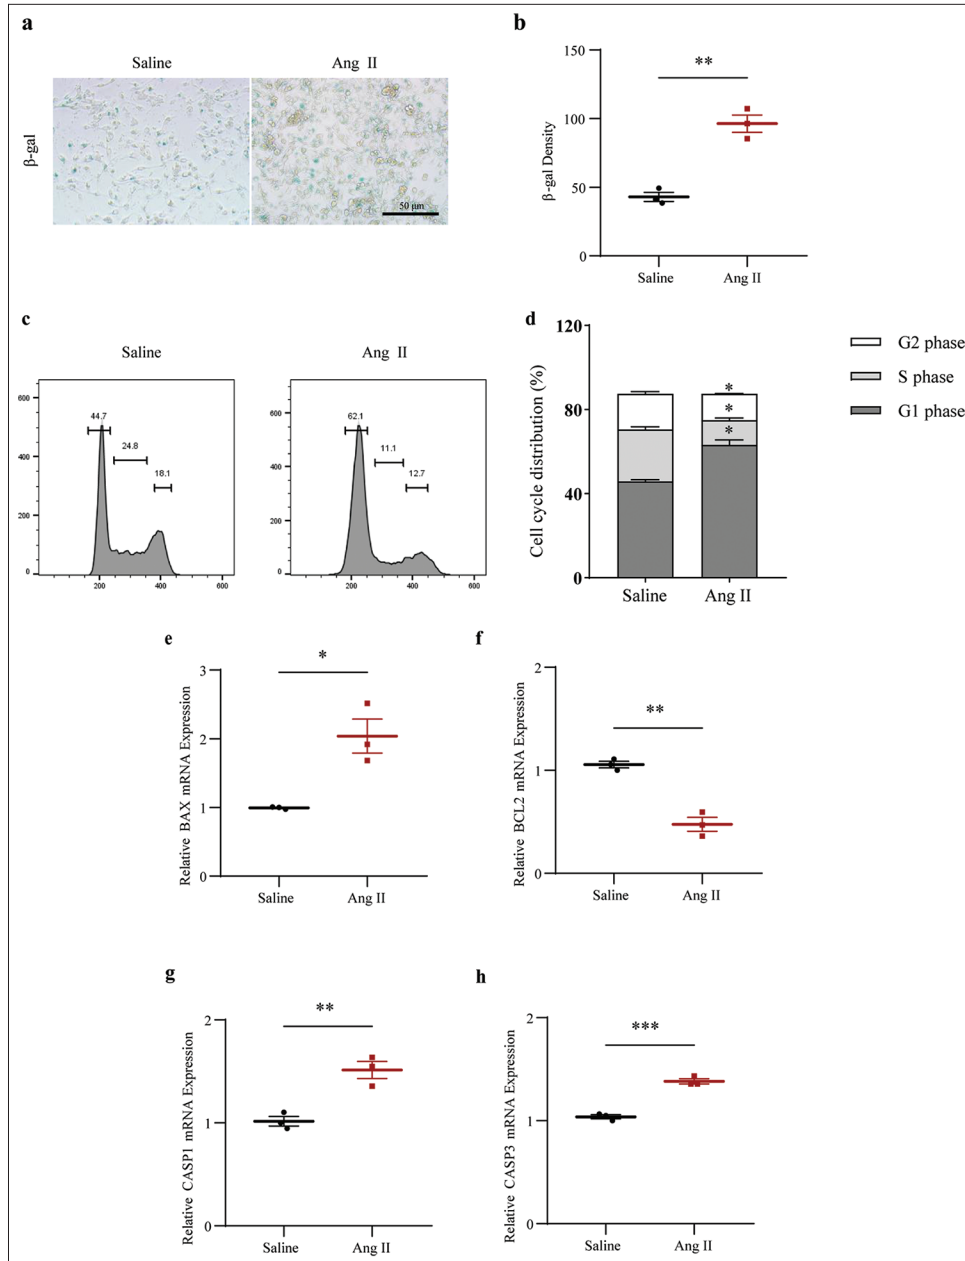 a
Saline
Ang II
β-gal
50 μm
b
150
**
100
50
0
β-gal Density
Saline
Ang II
c
Saline
Ang II
600
400
200
0
44.7
24.8
18.1
200
400
600
600
400
200
0
62.1
11.1
12.7
200
400
600
d
120
80
40
0
Cell cycle distribution (%)
*
*
*
Saline
Ang II
G2 phase
S phase
G1 phase
e
3
2
1
0
*
Relative BAX mRNA Expression
Saline
Ang II
f
2
1
0
**
Relative BCL2 mRNA Expression
Saline
Ang II
g
2
1
0
**
Relative CASP1 mRNA Expression
Saline
Ang II
h
2
1
0
***
Relative CASP3 mRNA Expression
Saline
Ang II